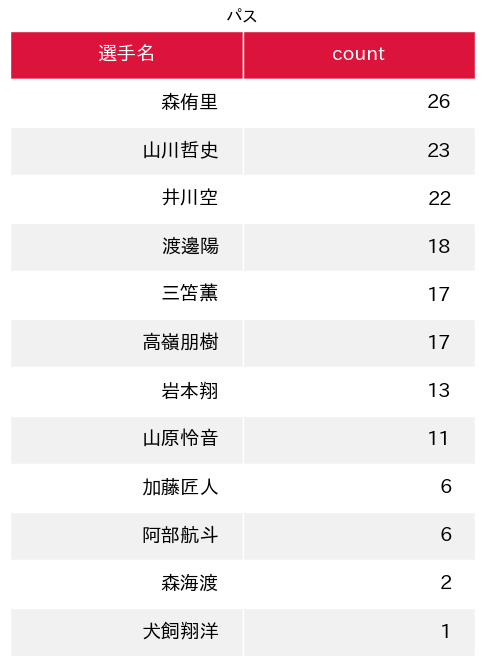 パス
選手名 count
森侑里 26
山川哲史 23
井川空 22
渡邊陽 18
三笘薫 17
高嶺朋樹 17
岩本翔 13
山原怜音 11
加藤匠人 6
阿部航斗 6
森海渡 2
犬飼翔洋 1